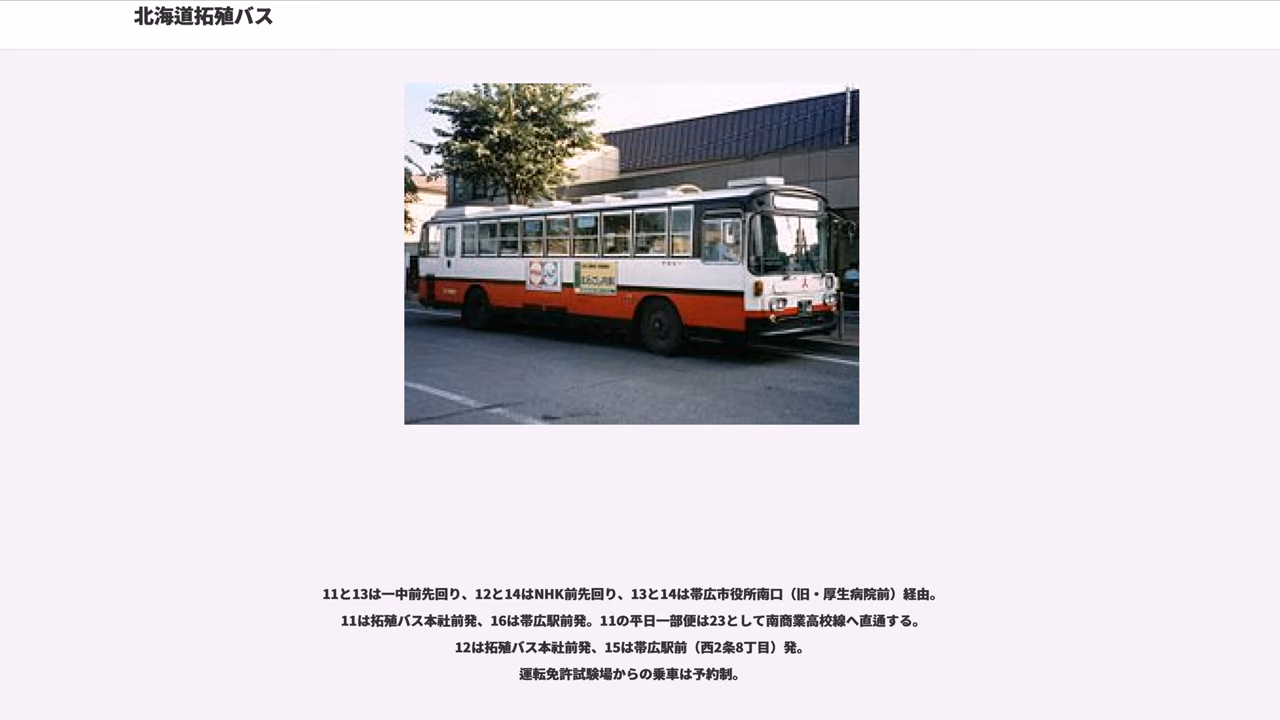 北海道拓殖バス
11と13は一中前先回り、12と14はNHK前先回り、13と14は帯広市役所南口（旧・厚生病院前）経由。
11は拓殖バス本社前発、16は帯広駅前発。11の平日一部便は23として南商業高校線へ直通する。
12は拓殖バス本社前発、15は帯広駅前（西2条8丁目）発。
運転免許試験場からの乗車は予約制。